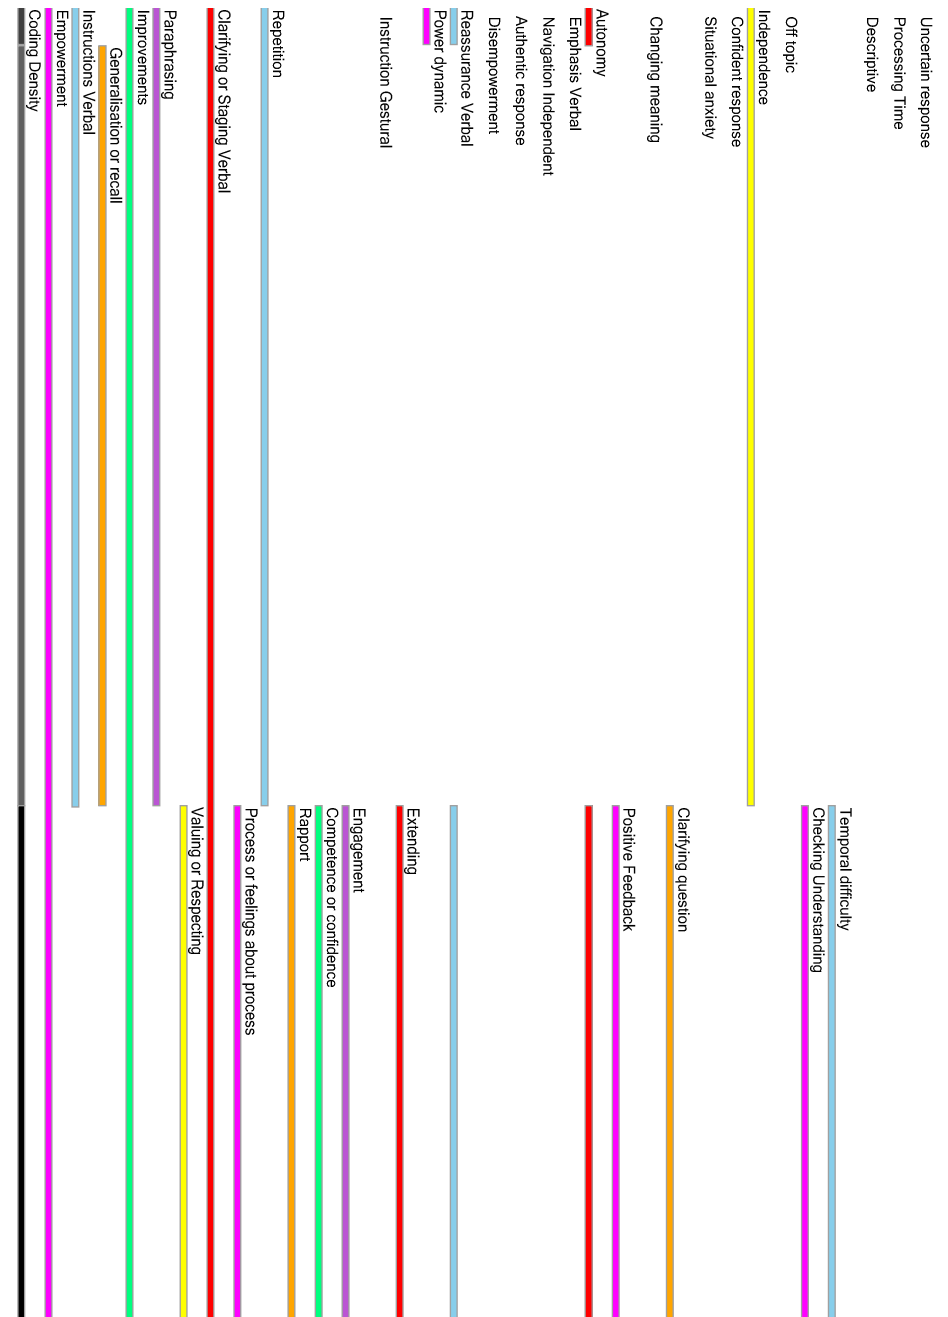 Coding Density
Empowerment
Instructions Verbal
Generalisation or recall
Improvements
Paraphrasing
Valuing or Respecting
Clarifying or Staging Verbal
Process or feelings about process
Repetition
Rapport
Competence or confidence
Engagement
Instruction Gestural
Extending
Power dynamic
Reassurance Verbal
Disempowerment
Authentic response
Navigation Independent
Emphasis Verbal
Autonomy
Positive Feedback
Changing meaning
Clarifying question
Situational anxiety
Confident response
Independence
Off topic
Checking Understanding
Temporal difficulty
Descriptive
Processing Time
Uncertain response